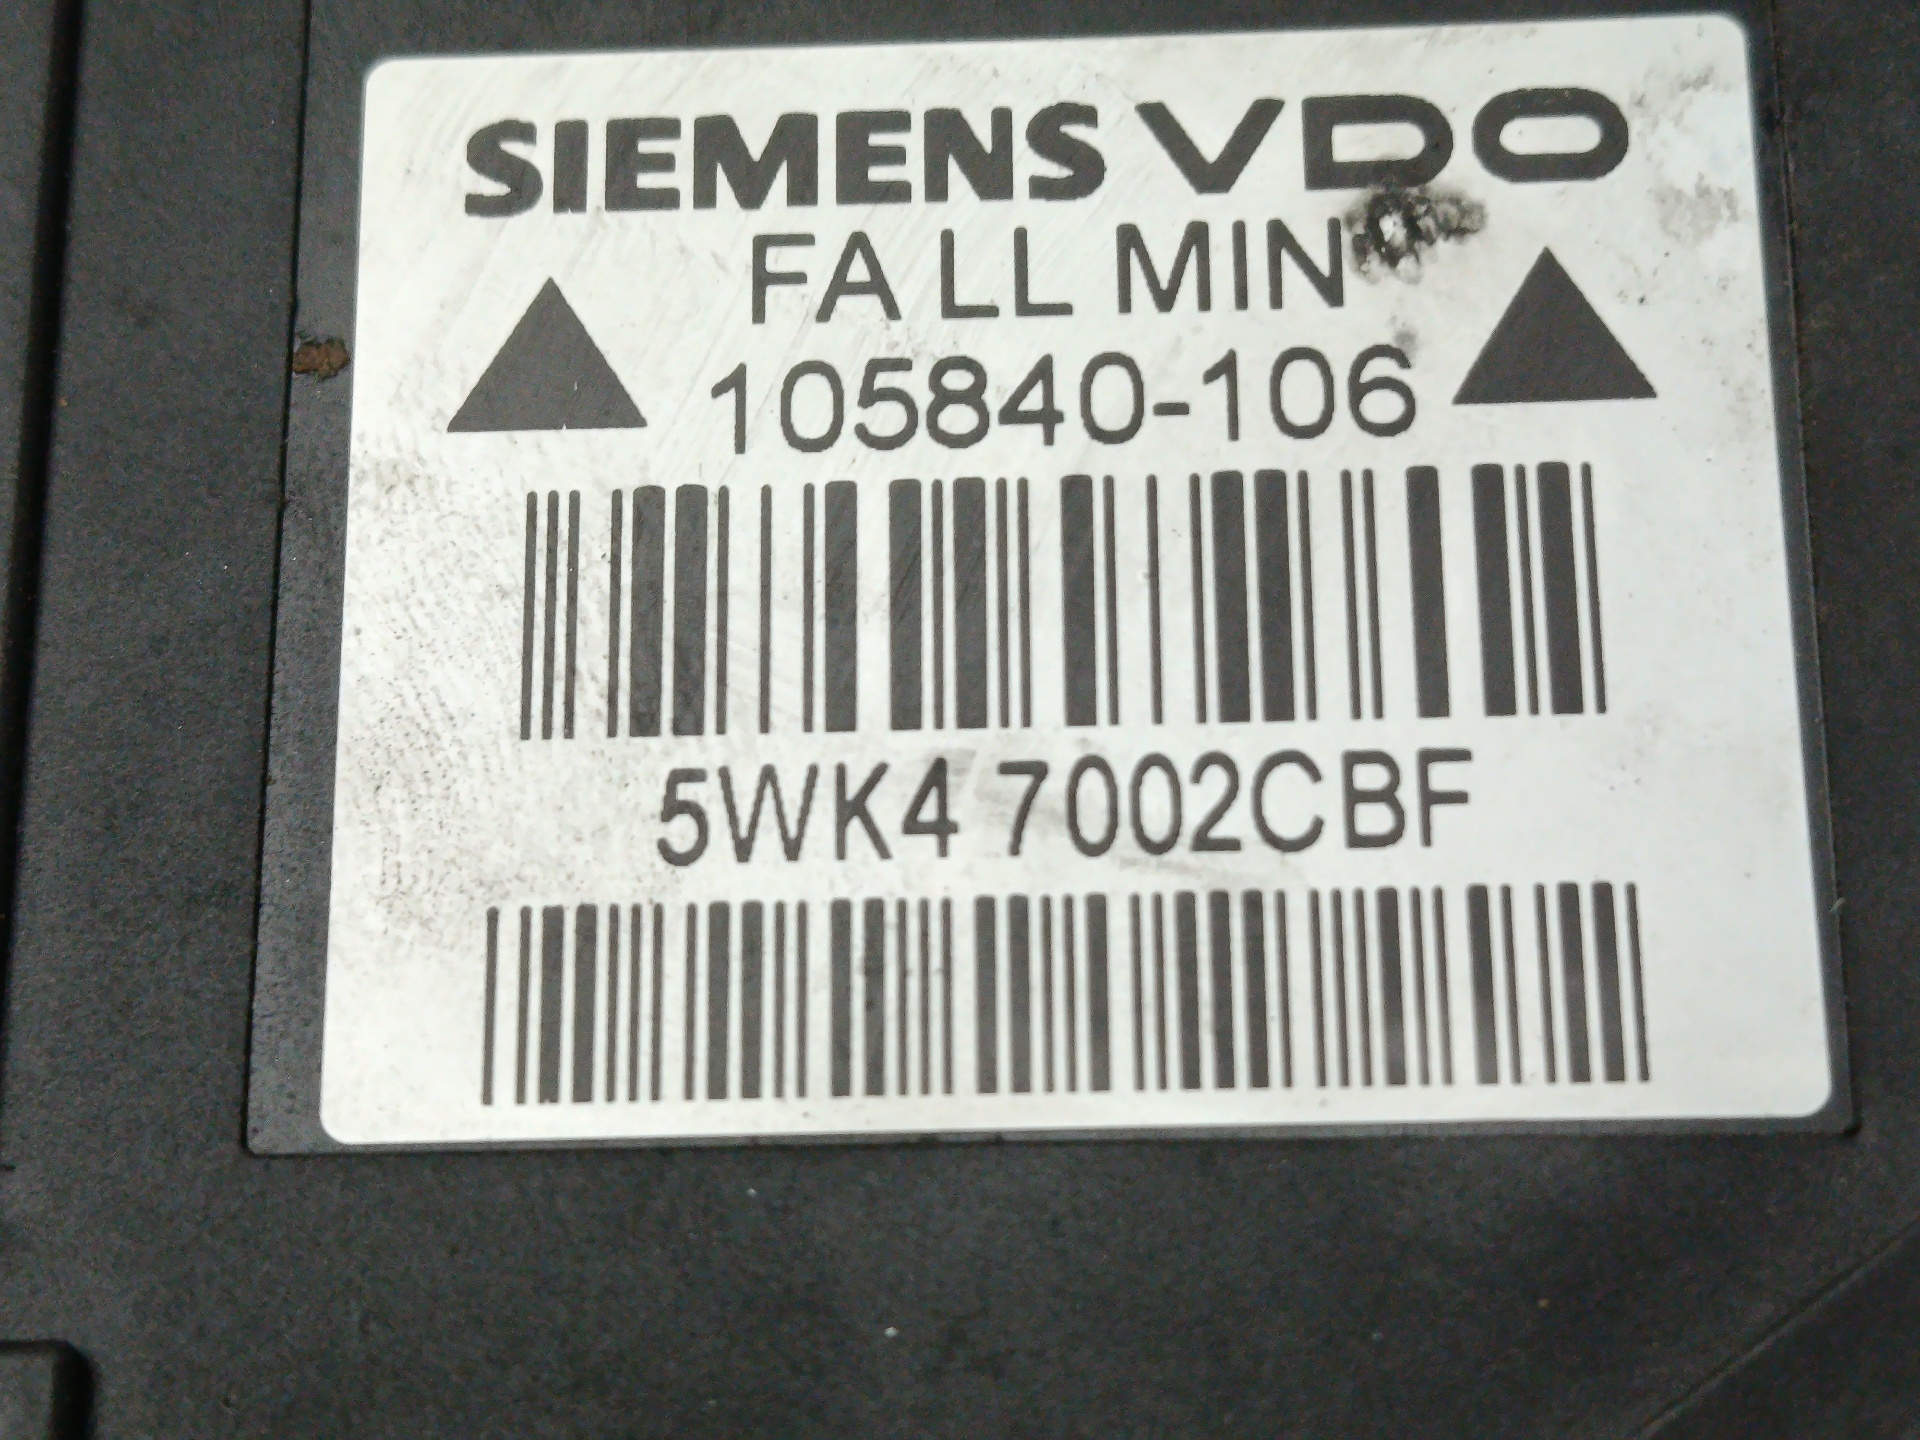 SIEMENS VDO
FA LL MIN
105840-106
5WK4 7002CBF